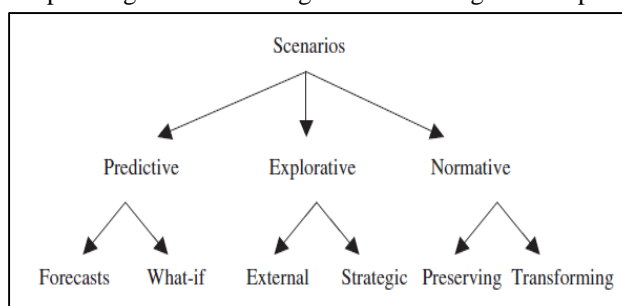 Scenarios
Predictive Explorative Normative
Forecasts What-if External Strategic Preserving Transforming